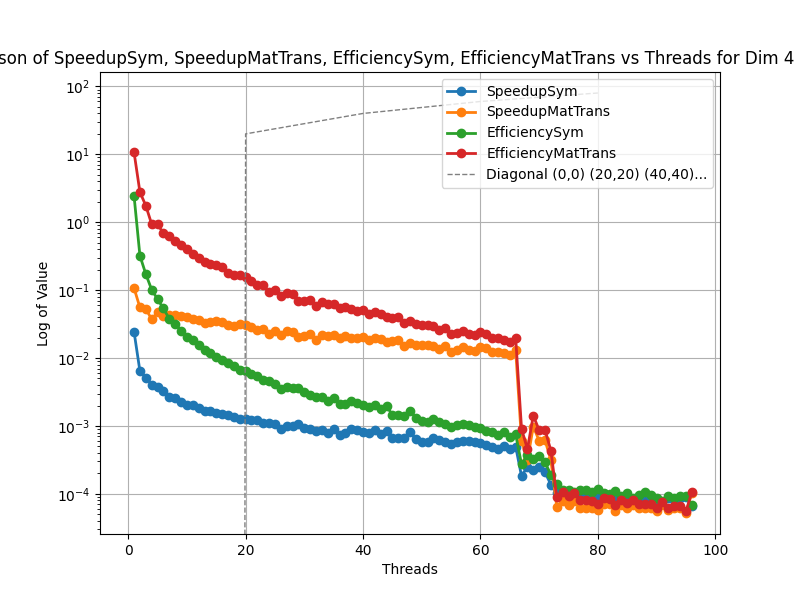 son of SpeedupSym, SpeedupMatTrans, EfficiencySym, EfficiencyMatTrans vs Threads for Dim 4
SpeedupSym
SpeedupMatTrans
EfficiencySym
EfficiencyMatTrans
Diagonal (0,0) (20,20) (40,40)...
Log of Value
10²
10¹
10⁰
10⁻¹
10⁻²
10⁻³
10⁻⁴
0 20 40 60 80 100
Threads